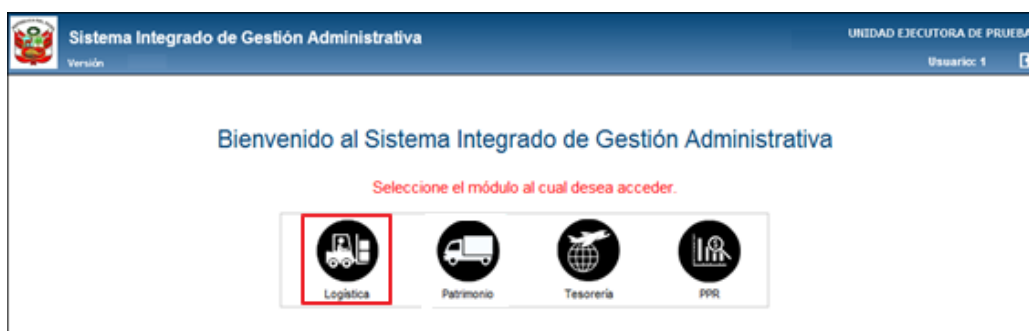 Sistema Integrado de Gestión Administrativa
UNIDAD EJECUTORA DE PRUEBA
Versión
Usuario: 1
Bienvenido al Sistema Integrado de Gestión Administrativa
Seleccione el módulo al cual desea acceder.
Logística Patrimonio Tesorería PPR